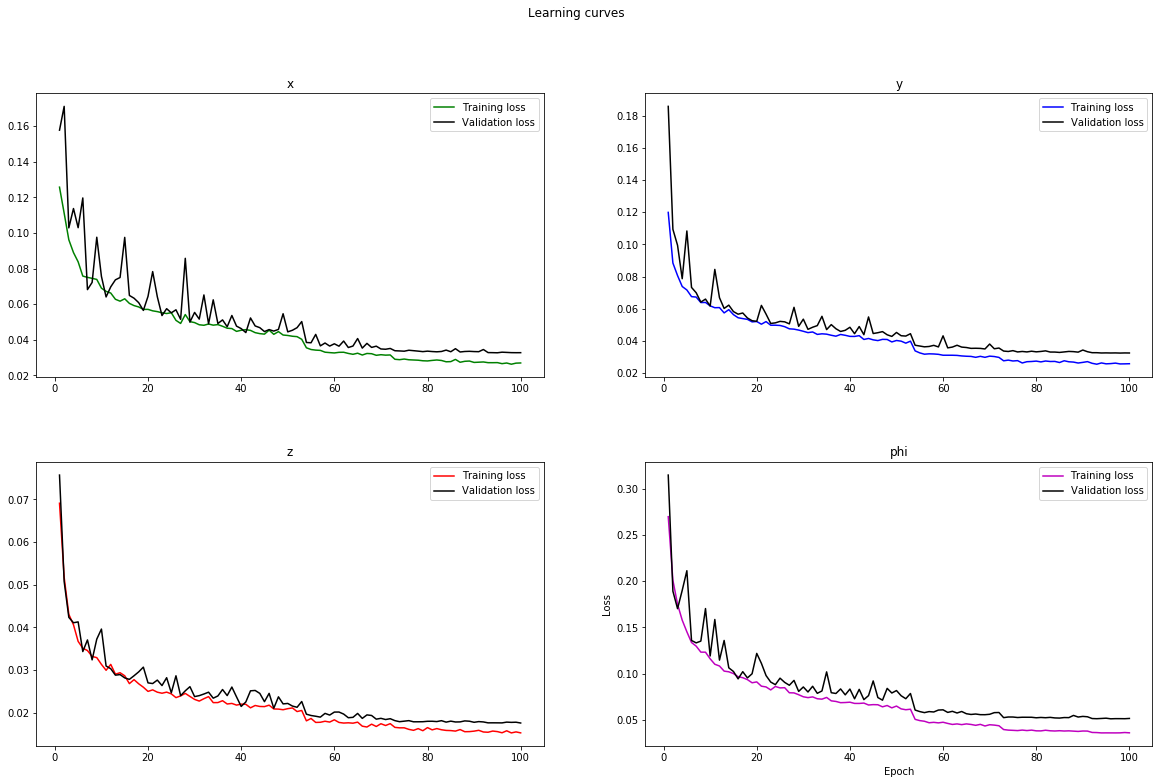 Learning curves
x
Training loss
Validation loss
0.16
0.14
0.12
0.10
0.08
0.06
0.04
0.02
0 20 40 60 80 100
y
Training loss
Validation loss
0.18
0.16
0.14
0.12
0.10
0.08
0.06
0.04
0.02
0 20 40 60 80 100
z
Training loss
Validation loss
0.07
0.06
0.05
0.04
0.03
0.02
0 20 40 60 80 100
phi
Training loss
Validation loss
Loss
0.30
0.25
0.20
0.15
0.10
0.05
0 20 40 60 80 100
Epoch